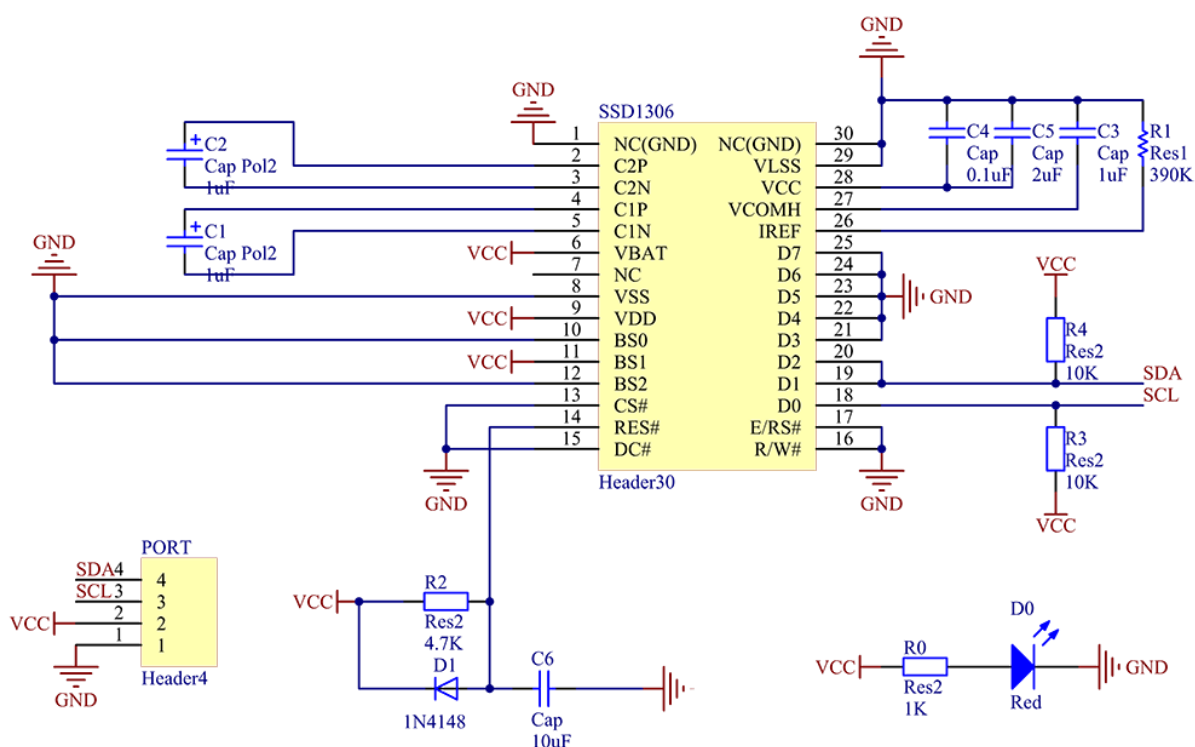 GND
GND
SSD1306
1 NC(GND) NC(GND) 30
2 C2P VLSS 29
3 C2N VCC 28
4 C1P VCOMH 27
5 C1N IREF 26
6 VBAT D7 25
7 NC D6 24
8 VSS D5 23
9 VDD D4 22
10 BS0 D3 21
11 BS1 D2 20
12 BS2 D1 19
13 CS# D0 18
14 RES# E/RS# 17
15 DC# R/W# 16
Header30
+ C2
Cap Pol2
1uF
+ C1
Cap Pol2
1uF
GND
VCC
VCC
VCC
GND
C4
Cap
0.1uF
C5
Cap
2uF
C3
Cap
1uF
R1
Res1
390K
GND
VCC
R4
Res2
10K
SDA
SCL
R3
Res2
10K
VCC
GND
PORT
SDA 4 4
SCL 3 3
VCC 2 2
1 1
GND
Header4
VCC
R2
Res2
4.7K
D1
1N4148
C6
Cap
10uF
D0
VCC
R0
Res2
1K
Red
GND